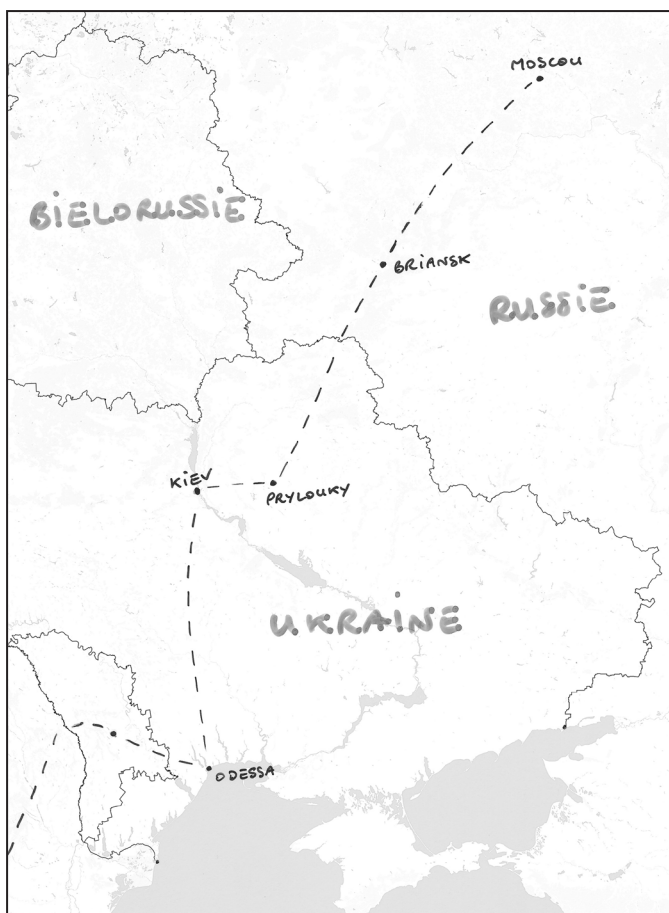 MOSCOU
BIELORUSSIE
BRIANSK
RUSSIE
KIEV
PRYLOUKY
UKRAINE
ODESSA